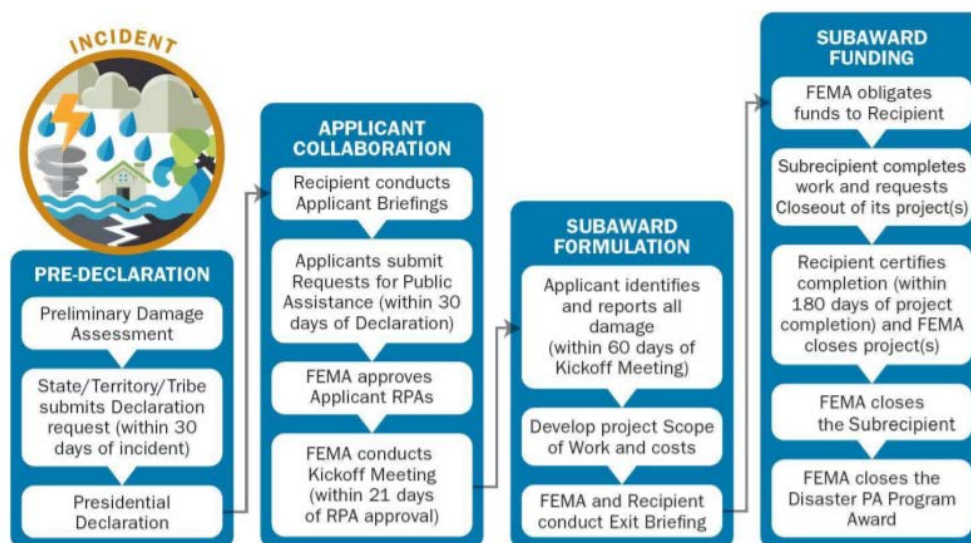 INCIDENT
PRE-DECLARATION
Preliminary Damage
Assessment
State/Territory/Tribe
submits Declaration
request (within 30
days of incident)
Presidential
Declaration
APPLICANT
COLLABORATION
Recipient conducts
Applicant Briefings
Applicants submit
Requests for Public
Assistance (within 30
days of Declaration)
FEMA approves
Applicant RPAs
FEMA conducts
Kickoff Meeting
(within 21 days
of RPA approval)
SUBAWARD
FORMULATION
Applicant identifies
and reports all
damage
(within 60 days of
Kickoff Meeting)
Develop project Scope
of Work and costs
FEMA and Recipient
conduct Exit Briefing
SUBAWARD
FUNDING
FEMA obligates
funds to Recipient
Subrecipient completes
work and requests
Closeout of its project(s)
Recipient certifies
completion (within
180 days of project
completion) and FEMA
closes project(s)
FEMA closes
the Subrecipient
FEMA closes the
Disaster PA Program
Award